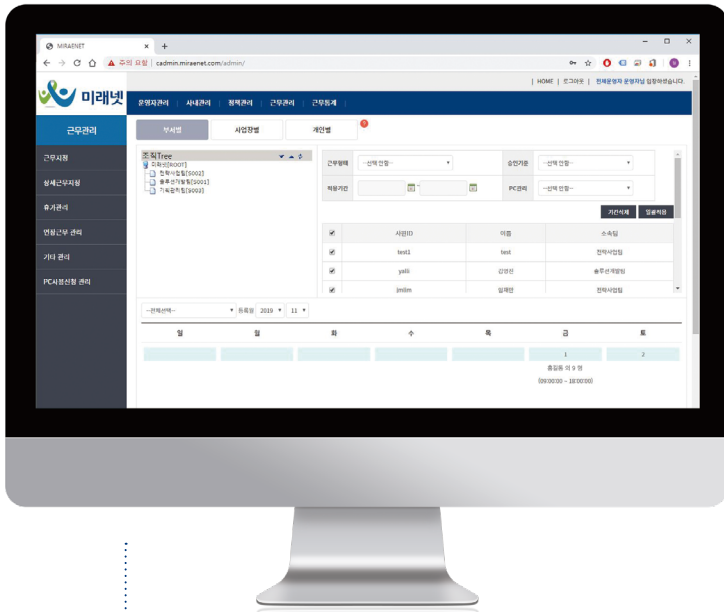 MIRAENET
주의 요함 | cadmin.miraenet.com/admin/
HOME | 로그아웃 | 전체운영자 운영자님 입장하셨습니다.
미래넷
운영자관리 | 사내관리 | 정책관리 | 근무관리 | 근무통계
근무관리
부서별 사업장별 개인별
근무지정
상세근무지정
휴가관리
연장근무 관리
기타 관리
PC사용신청 관리
조직Tree
미래넷[ROOT]
전략사업팀[S002]
솔루션개발팀[S001]
기획관리팀[S003]
근무형태 --선택 안함-- 승인기준 --선택 안함--
적용기간 - PC관리 --선택 안함--
기간삭제 일괄적용
사원ID 이름 소속팀
test1 test 전략사업팀
yalli 솔루션개발팀
jmlim 임재민 전략사업팀
--전체선택-- 등록월 2019 11
일 월 화 수 목 금 토
1 2
홍길동 외 9 명
(09:00:00 ~ 18:00:00)